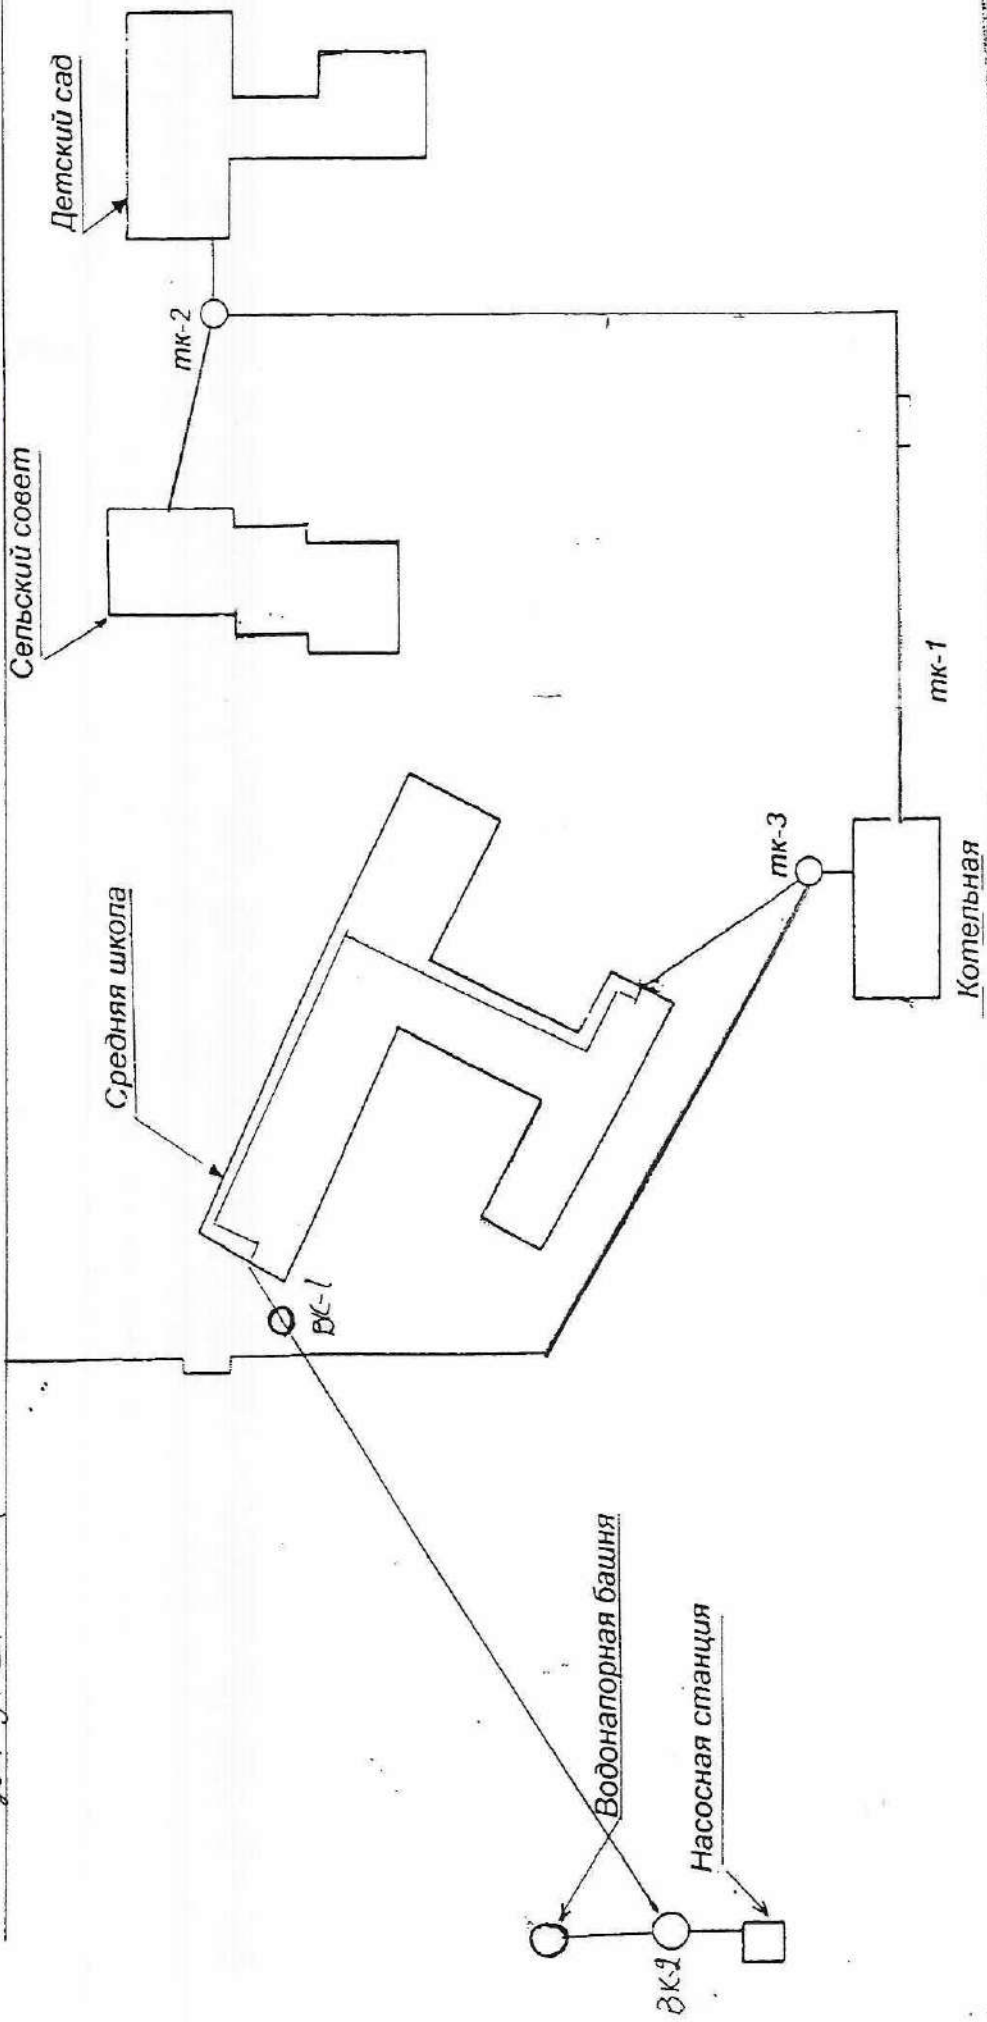 Детский сад
тк-2
Сельский совет
тк-1
тк-3
Средняя школа
Котельная
ВК-1
Водонапорная башня
Насосная станция
ВК-2